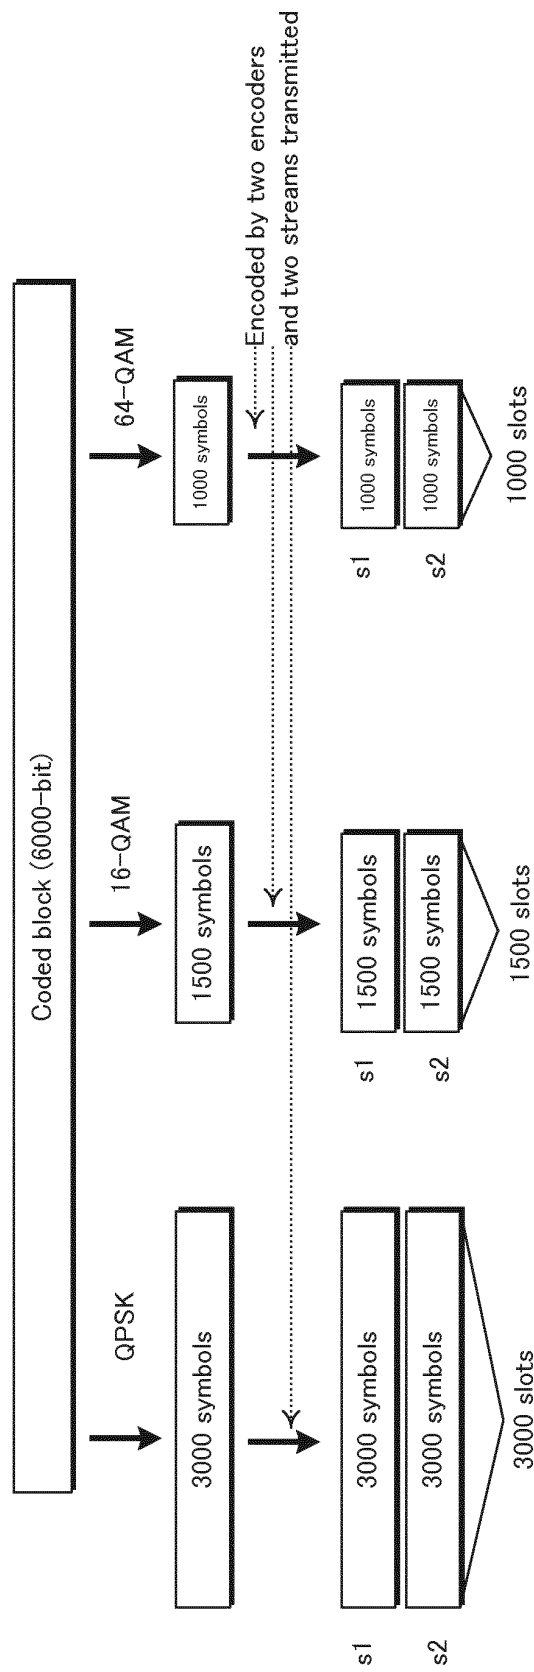 Coded block (6000-bit)
QPSK
16-QAM
64-QAM
3000 symbols
1500 symbols
1000 symbols
Encoded by two encoders
and two streams transmitted
s1
3000 symbols
s1
1500 symbols
s1
1000 symbols
s2
3000 symbols
s2
1500 symbols
s2
1000 symbols
3000 slots
1500 slots
1000 slots